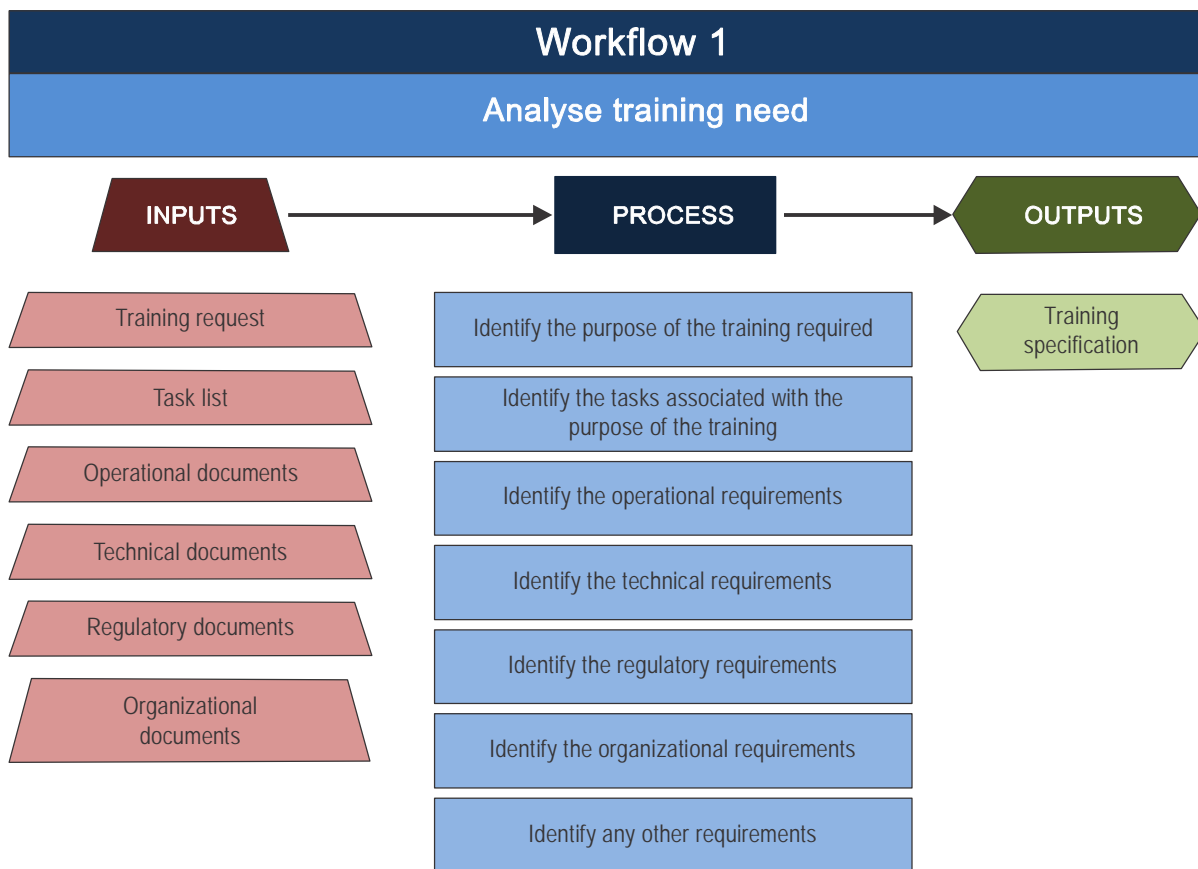 Workflow 1
Analyse training need
INPUTS
PROCESS
OUTPUTS
Training request
Task list
Operational documents
Technical documents
Regulatory documents
Organizational
documents
Identify the purpose of the training required
Identify the tasks associated with the
purpose of the training
Identify the operational requirements
Identify the technical requirements
Identify the regulatory requirements
Identify the organizational requirements
Identify any other requirements
Training
specification